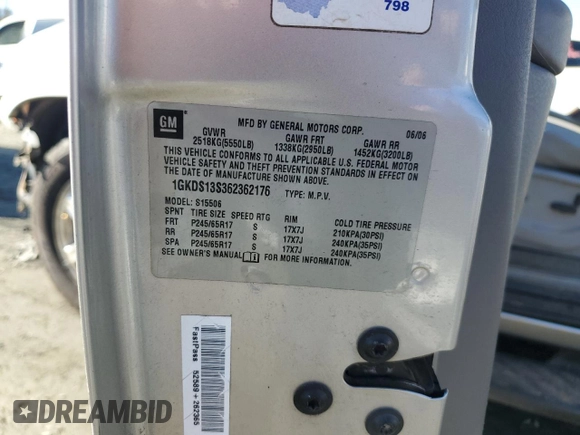 798
GM
MFD BY GENERAL MOTORS CORP. 06/06
GVWR GAWR FRT GAWR RR
2518KG(5550LB) 1338KG(2950LB) 1452KG(3200LB)
THIS VEHICLE CONFORMS TO ALL APPLICABLE U.S. FEDERAL MOTOR
VEHICLE SAFETY AND THEFT PREVENTION STANDARDS IN EFFECT ON
THE DATE OF MANUFACTURE SHOWN ABOVE.
1GKDS13S362362176 TYPE: M.P.V.
MODEL: S15506
SPNT TIRE SIZE SPEED RTG RIM COLD TIRE PRESSURE
FRT P245/65R17 S 17X7J 210KPA(30PSI)
RR P245/65R17 S 17X7J 240KPA(35PSI)
SPA P245/65R17 S 17X7J 240KPA(35PSI)
SEE OWNER'S MANUAL FOR MORE INFORMATION.
FastPass 52589+287365
DREAMBID